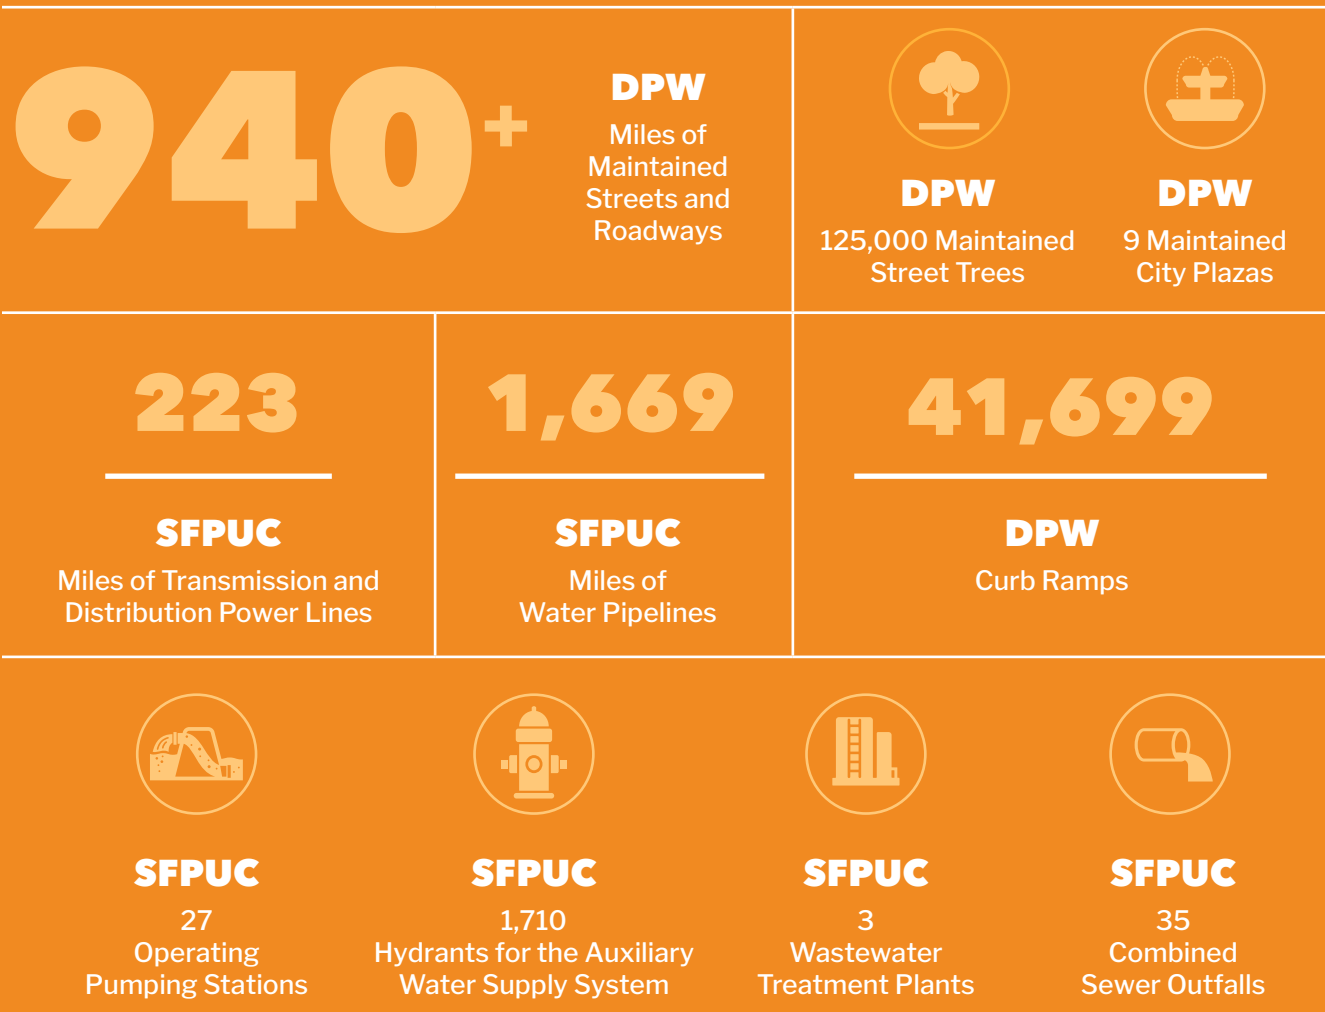 940+
DPW
Miles of
Maintained
Streets and
Roadways
DPW
125,000 Maintained
Street Trees
DPW
9 Maintained
City Plazas
223
SFPUC
Miles of Transmission and
Distribution Power Lines
1,669
SFPUC
Miles of
Water Pipelines
41,699
DPW
Curb Ramps
SFPUC
27
Operating
Pumping Stations
SFPUC
1,710
Hydrants for the Auxiliary
Water Supply System
SFPUC
3
Wastewater
Treatment Plants
SFPUC
35
Combined
Sewer Outfalls